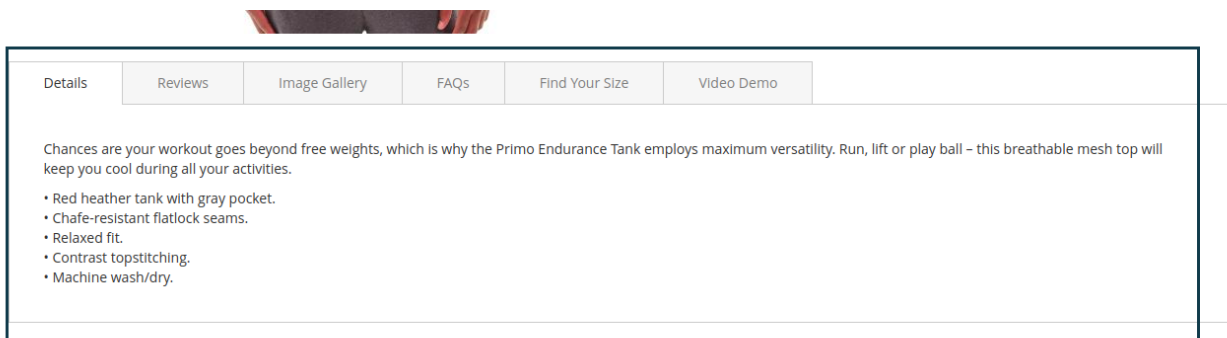 Details
Reviews
Image Gallery
FAQs
Find Your Size
Video Demo
Chances are your workout goes beyond free weights, which is why the Primo Endurance Tank employs maximum versatility. Run, lift or play ball – this breathable mesh top will
keep you cool during all your activities.
• Red heather tank with gray pocket.
• Chafe-resistant flatlock seams.
• Relaxed fit.
• Contrast topstitching.
• Machine wash/dry.